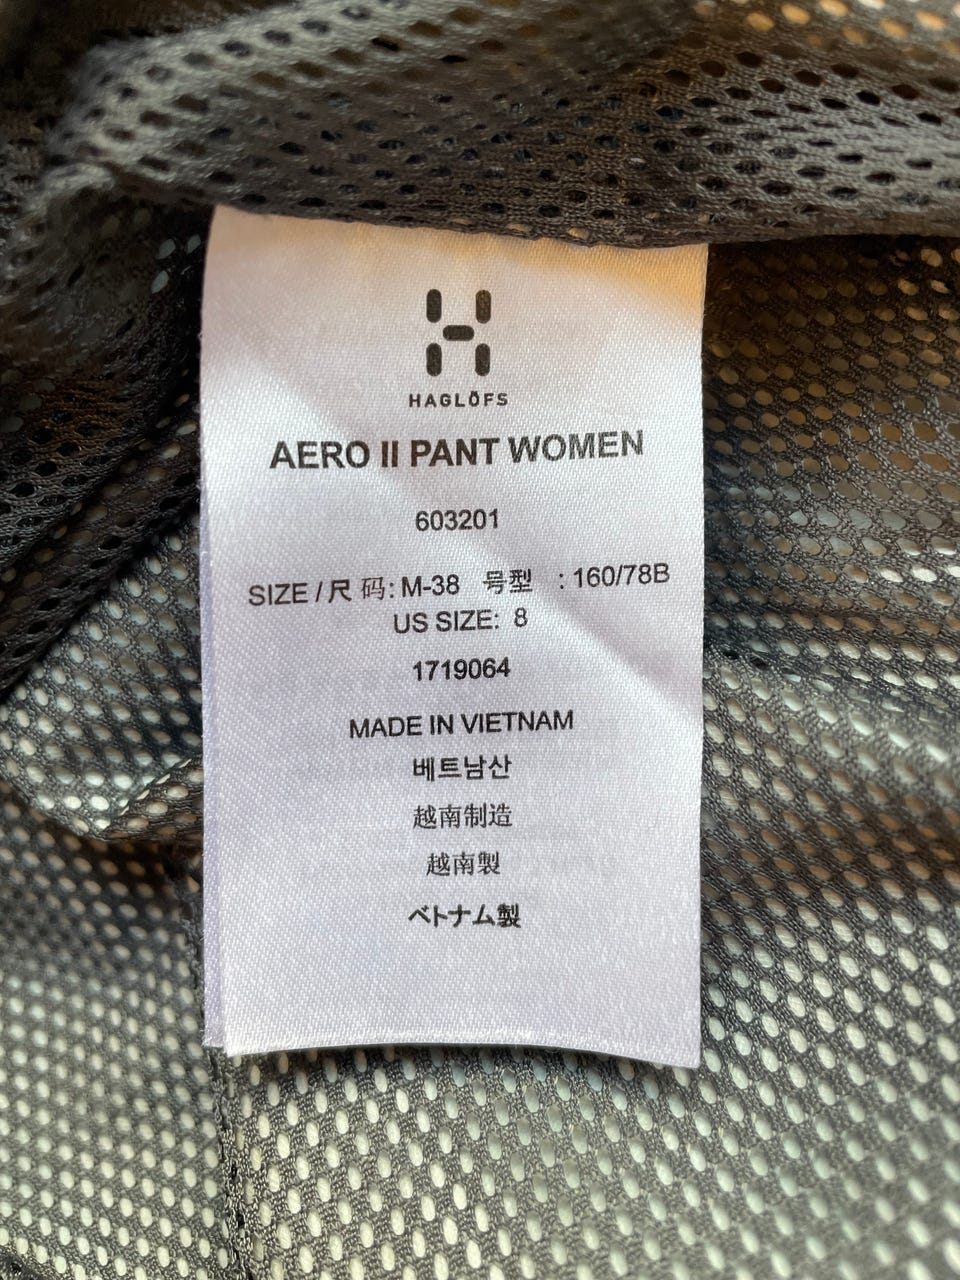 HAGLÖFS
AERO II PANT WOMEN
603201
SIZE / 尺 码: M-38 号型 : 160/78B
US SIZE: 8
1719064
MADE IN VIETNAM
베트남산
越南制造
越南製
ベトナム製